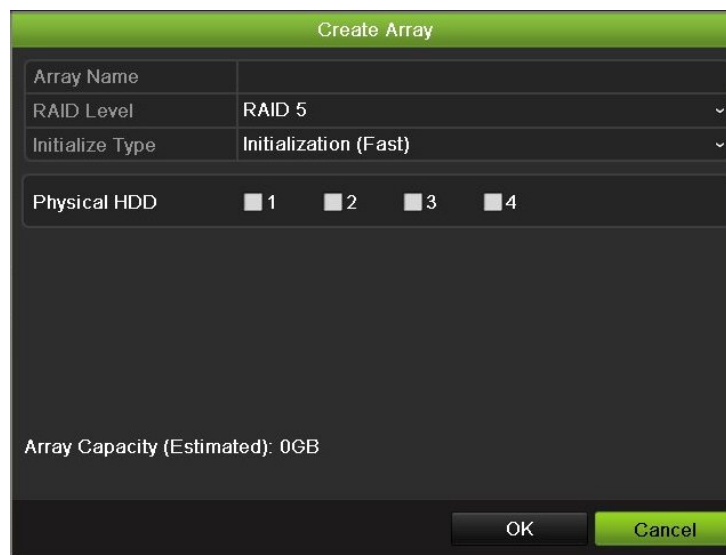 Create Array
Array Name
RAID Level RAID 5
Initialize Type Initialization (Fast)
Physical HDD 1 2 3 4
Array Capacity (Estimated): 0GB
OK Cancel